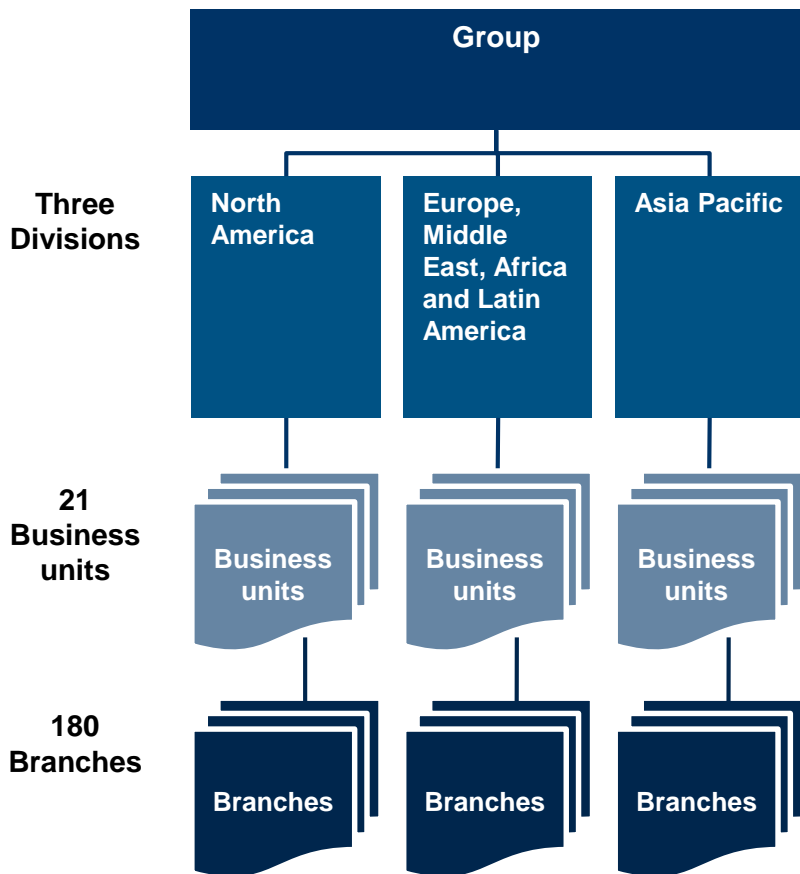 Group
Three
Divisions
North
America
Europe,
Middle
East, Africa
and Latin
America
Asia Pacific
21
Business
units
Business
units
Business
units
Business
units
180
Branches
Branches
Branches
Branches